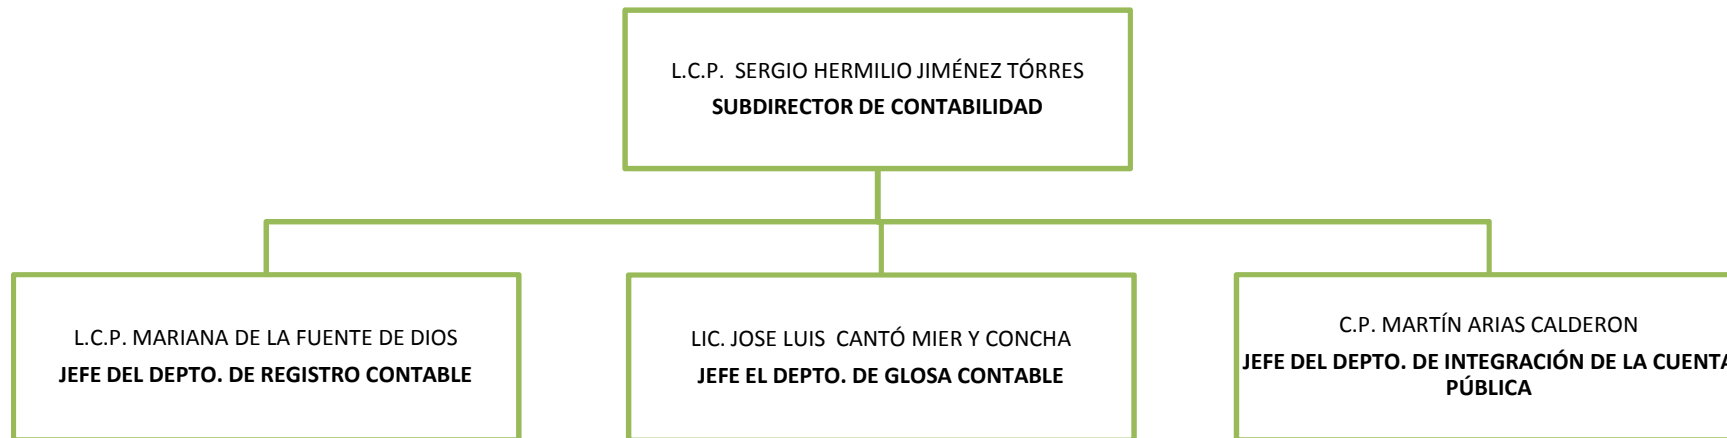 L.C.P.  SERGIO HERMILIO JIMÉNEZ TÓRRES
SUBDIRECTOR DE CONTABILIDAD
L.C.P. MARIANA DE LA FUENTE DE DIOS
JEFE DEL DEPTO. DE REGISTRO CONTABLE
LIC. JOSE LUIS  CANTÓ MIER Y CONCHA
JEFE EL DEPTO. DE GLOSA CONTABLE
C.P. MARTÍN ARIAS CALDERON
JEFE DEL DEPTO. DE INTEGRACIÓN DE LA CUENTA
PÚBLICA